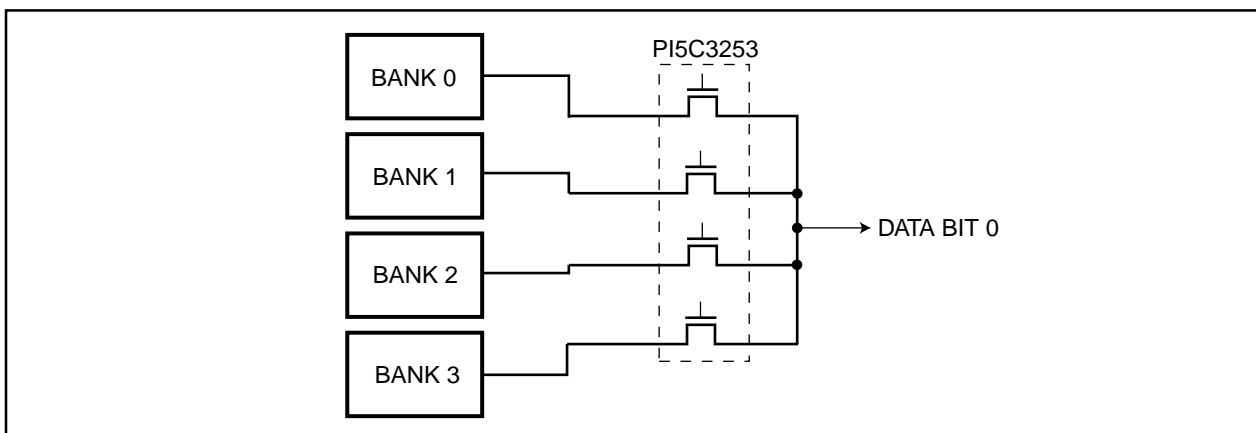 PI5C3253
BANK 0
BANK 1
DATA BIT 0
BANK 2
BANK 3